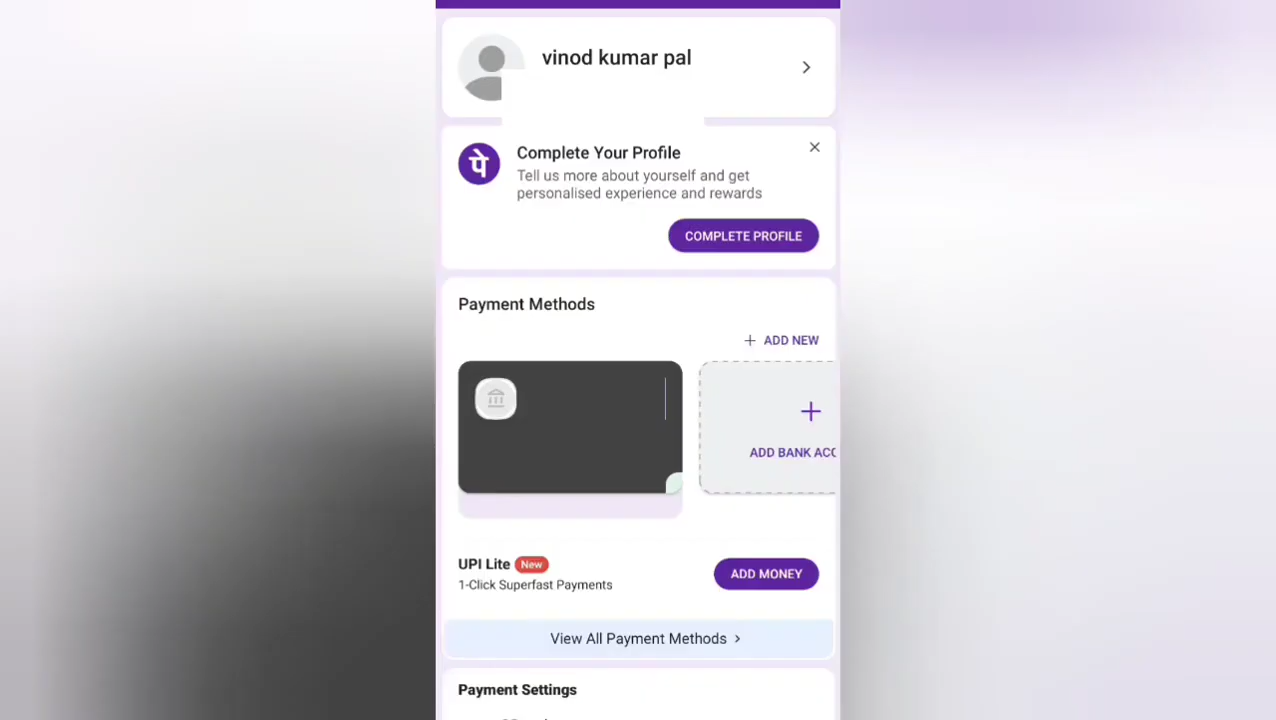 vinod kumar pal
पे
Complete Your Profile
Tell us more about yourself and get
personalised experience and rewards
COMPLETE PROFILE
Payment Methods
+ ADD NEW
ADD BANK ACC
UPI Lite New
1-Click Superfast Payments
ADD MONEY
View All Payment Methods
Payment Settings